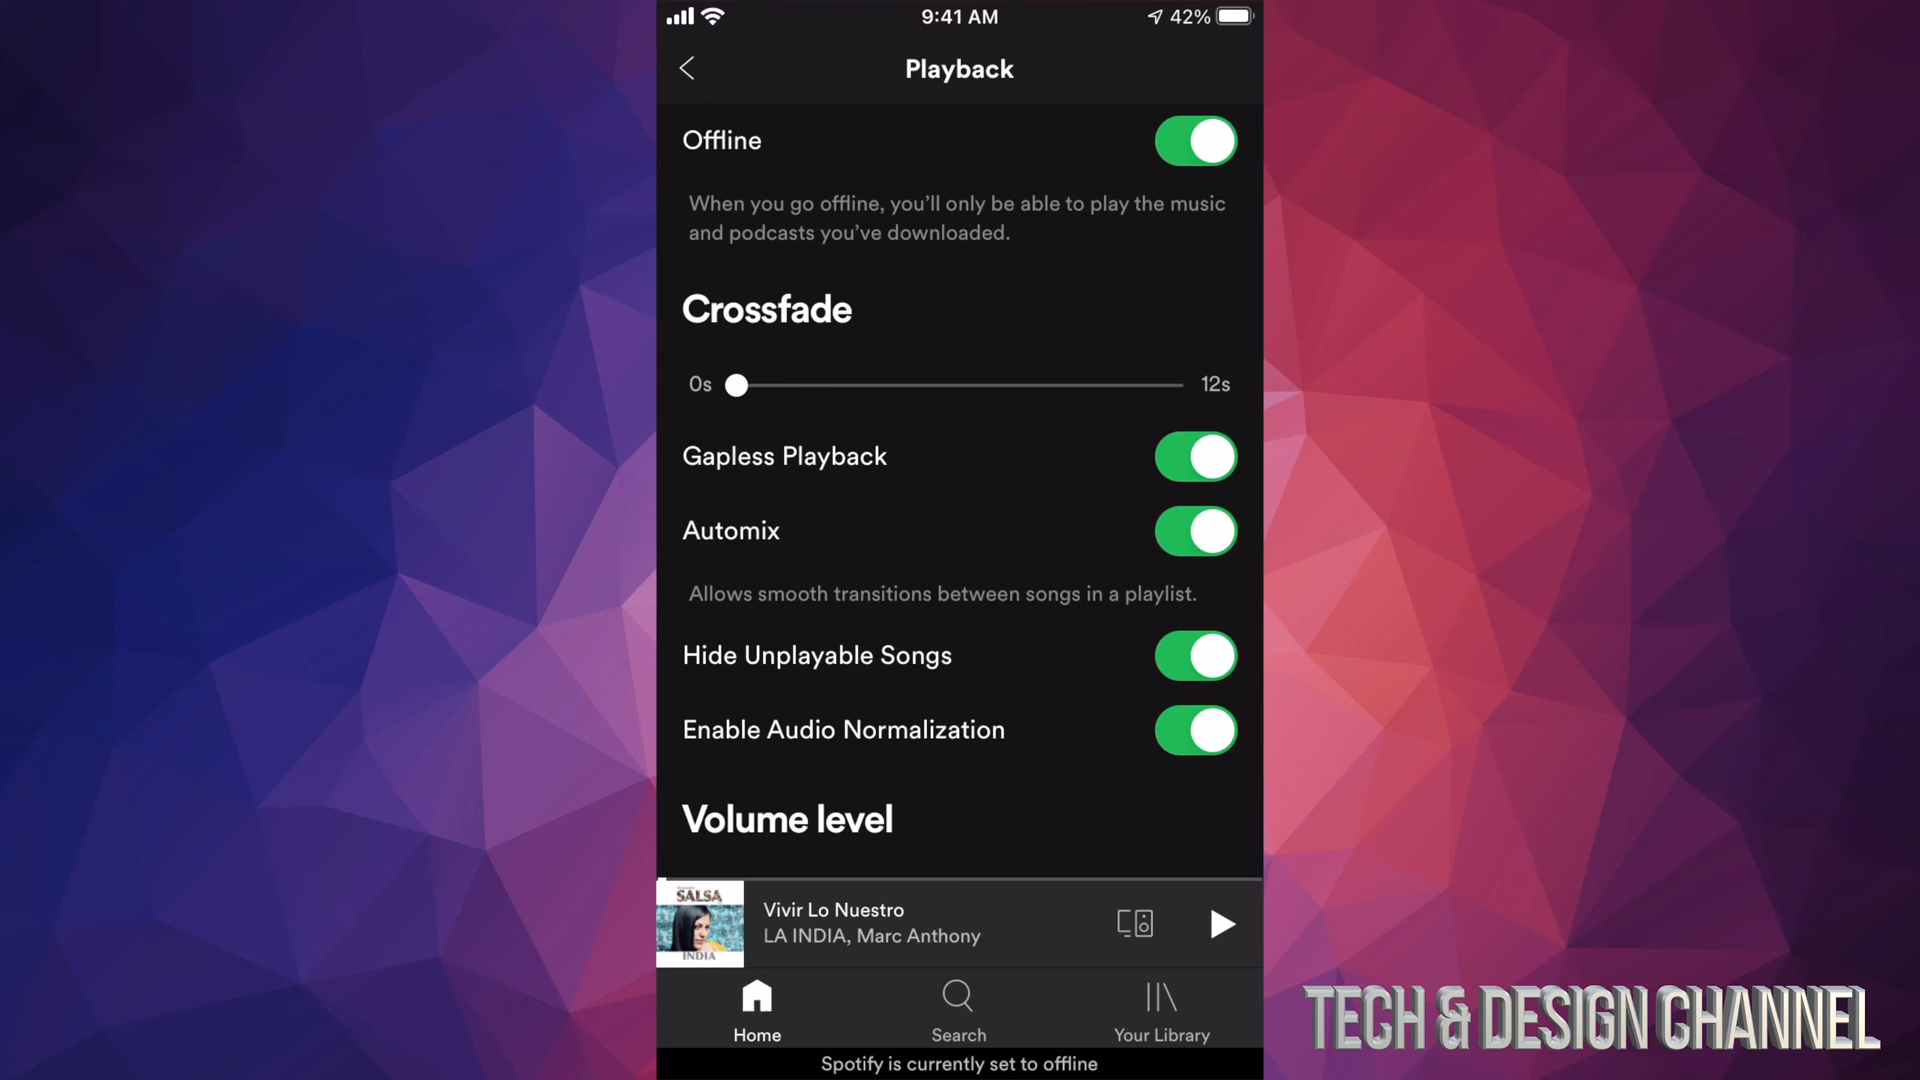 9:41 AM
42%
Playback
Offline
When you go offline, you'll only be able to play the music
and podcasts you've downloaded.
Crossfade
0s
12s
Gapless Playback
Automix
Allows smooth transitions between songs in a playlist.
Hide Unplayable Songs
Enable Audio Normalization
Volume level
SALSA
INDIA
Vivir Lo Nuestro
LA INDIA, Marc Anthony
Home
Search
Your Library
Spotify is currently set to offline
TECH & DESIGN CHANNEL